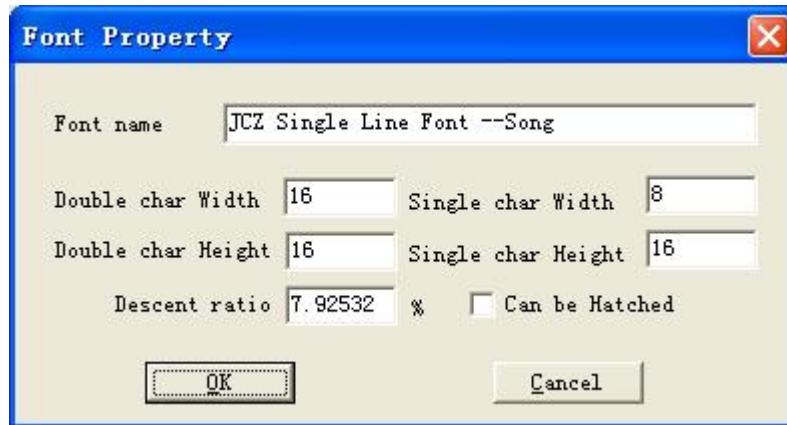 Font Property
Font name JCZ Single Line Font --Song
Double char Width 16 Single char Width 8
Double char Height 16 Single char Height 16
Descent ratio 7.92532 % Can be Hatched
OK Cancel